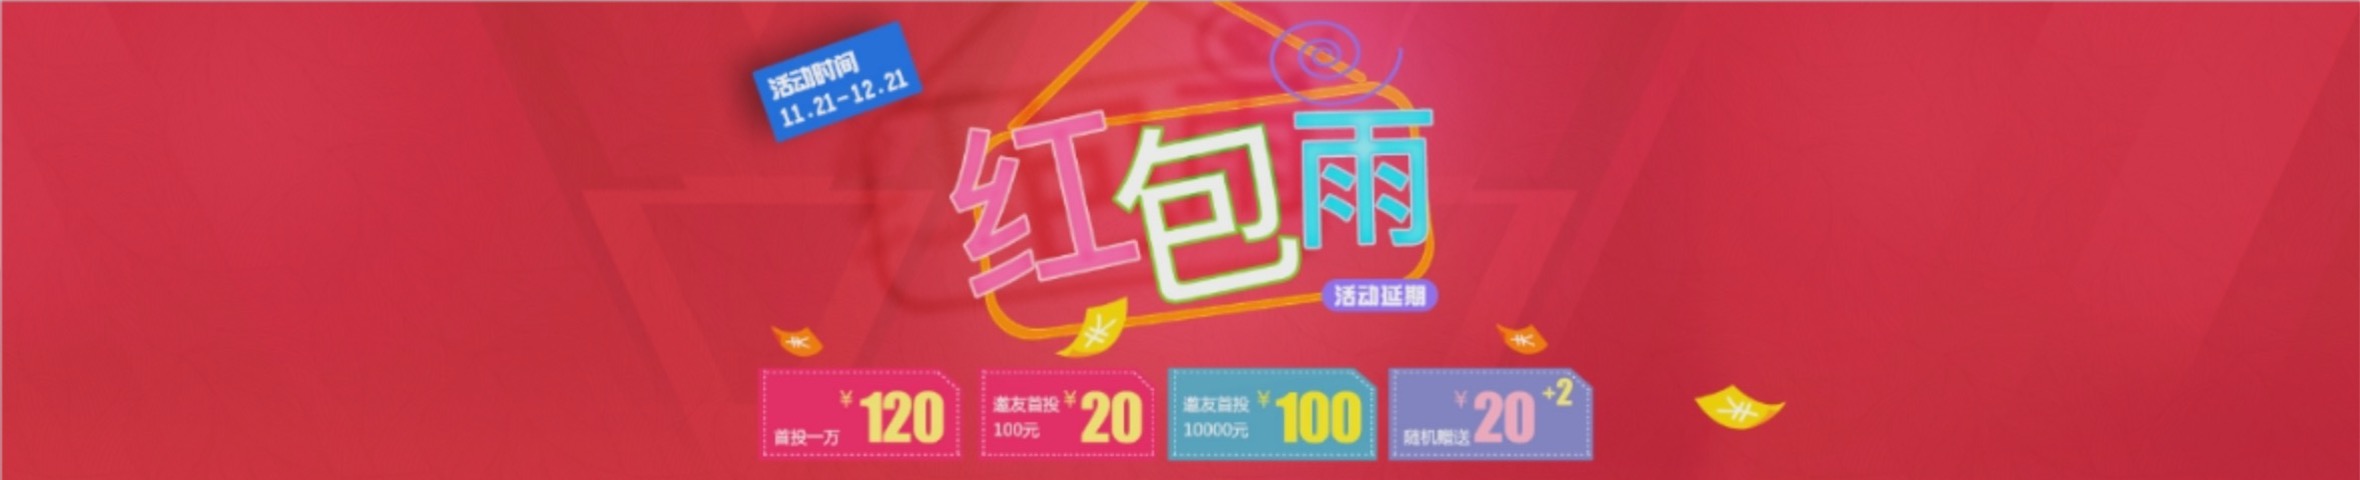 活动时间
11.21-12.21
红包雨
活动延期
首投一万
¥120
邀友首投
100元
¥20
邀友首投
10000元
¥100
随机赠送
¥20+2